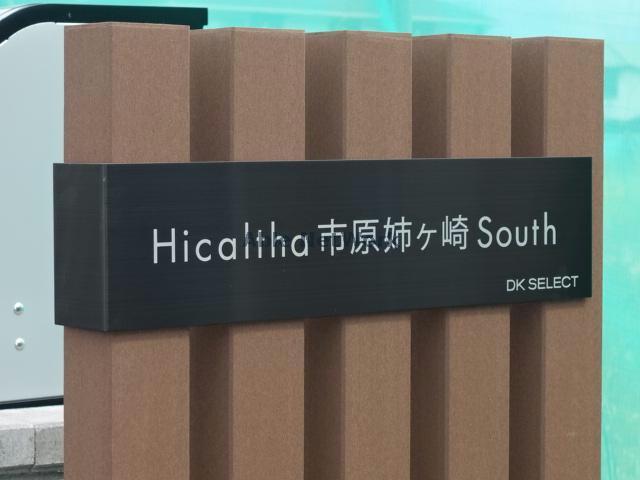 Hicaltha 市原姉ヶ崎 South
DK SELECT